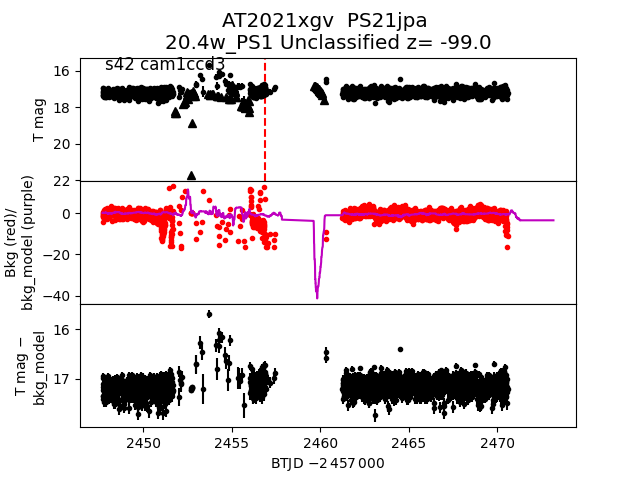 AT2021xgv  PS21jpa
20.4w_PS1 Unclassified z= -99.0
s42 cam1ccd3
16
18
20
22
T mag
0
−20
−40
Bkg (red)/
bkg_model (purple)
16
17
T mag −
bkg_model
2450
2455
2460
2465
2470
BTJD −2 457 000